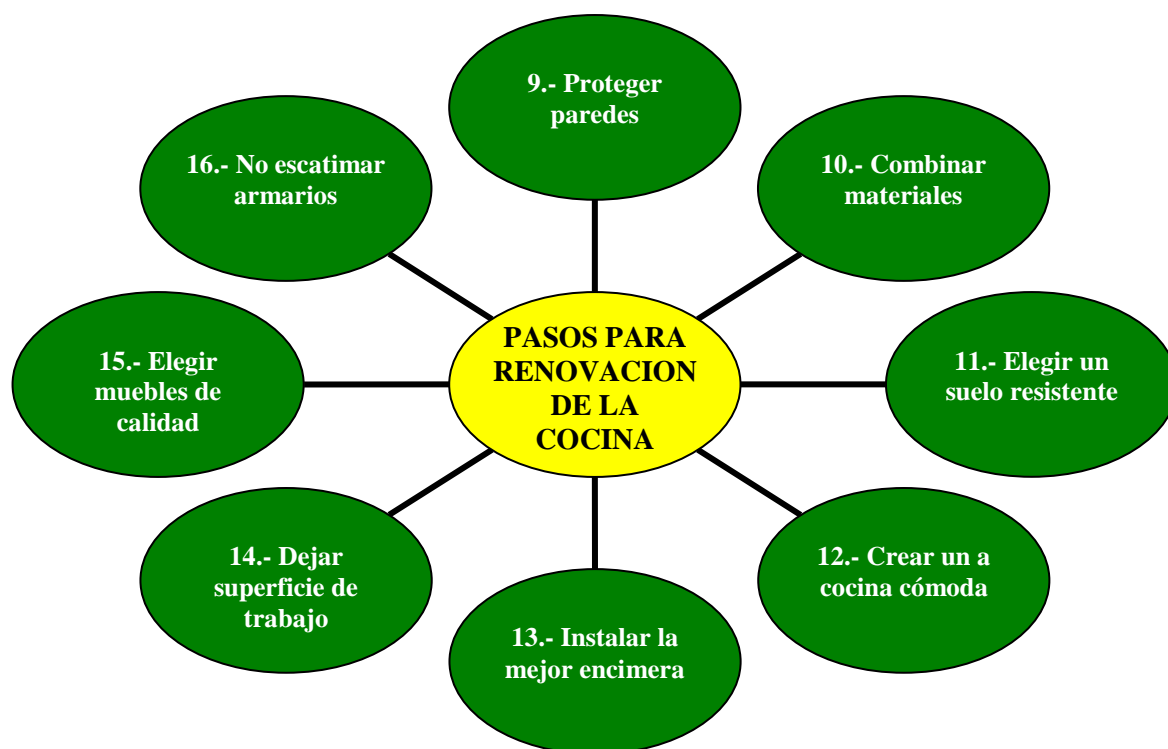 9.- Proteger
paredes
10.- Combinar
materiales
11.- Elegir un
suelo resistente
12.- Crear un a
cocina cómoda
13.- Instalar la
mejor encimera
14.- Dejar
superficie de
trabajo
15.- Elegir
muebles de
calidad
16.- No escatimar
armarios
PASOS PARA
RENOVACION
DE LA
COCINA